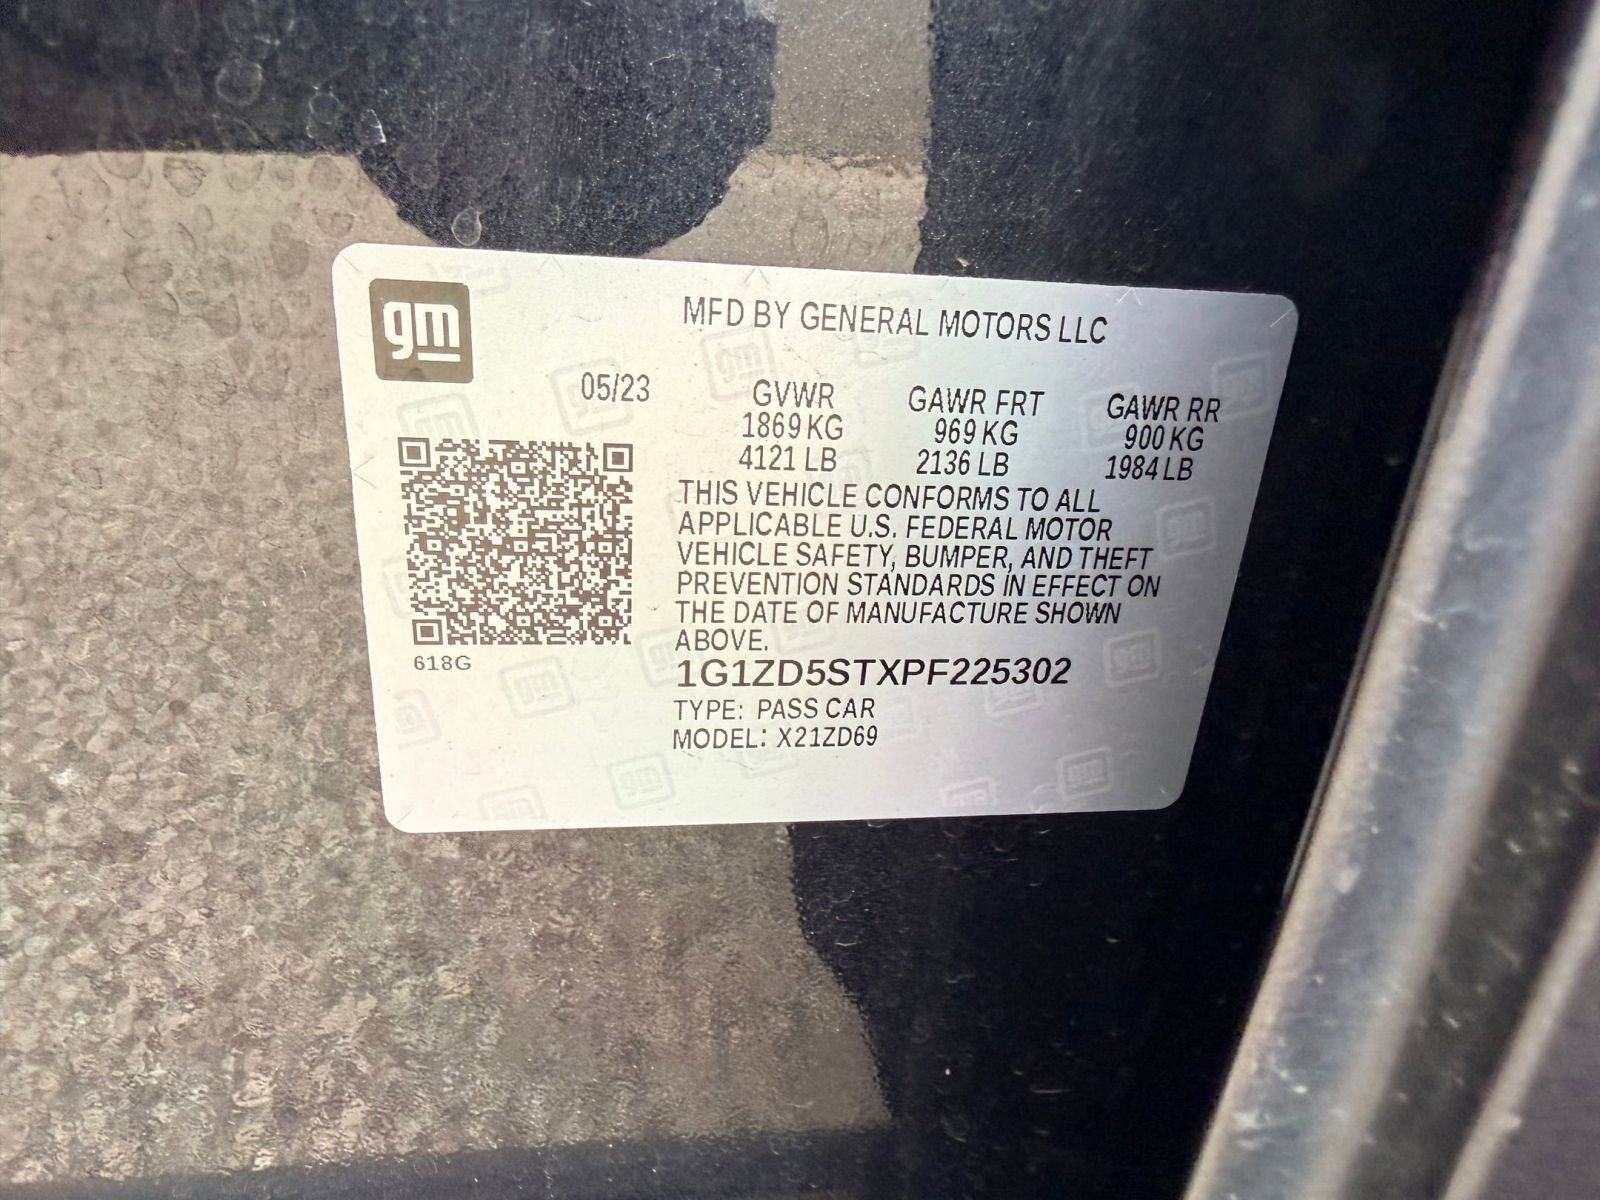 gm
MFD BY GENERAL MOTORS LLC
05/23 GVWR GAWR FRT GAWR RR
1869 KG 969 KG 900 KG
4121 LB 2136 LB 1984 LB
THIS VEHICLE CONFORMS TO ALL
APPLICABLE U.S. FEDERAL MOTOR
VEHICLE SAFETY, BUMPER, AND THEFT
PREVENTION STANDARDS IN EFFECT ON
THE DATE OF MANUFACTURE SHOWN
ABOVE.
618G
1G1ZD5STXPF225302
TYPE: PASS CAR
MODEL: X21ZD69